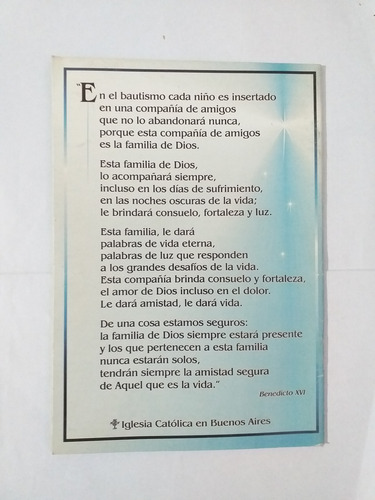 "En el bautismo cada niño es insertado
en una compañía de amigos
que no lo abandonará nunca,
porque esta compañía de amigos
es la familia de Dios.
Esta familia de Dios,
lo acompañará siempre,
incluso en los días de sufrimiento,
en las noches oscuras de la vida;
le brindará consuelo, fortaleza y luz.
Esta familia, le dará
palabras de vida eterna,
palabras de luz que responden
a los grandes desafíos de la vida.
Esta compañía brinda consuelo y fortaleza,
el amor de Dios incluso en el dolor.
Le dará amistad, le dará vida.
De una cosa estamos seguros:
la familia de Dios siempre estará presente
y los que pertenecen a esta familia
nunca estarán solos,
tendrán siempre la amistad segura
de Aquel que es la vida."
Benedicto XVI
Iglesia Católica en Buenos Aires